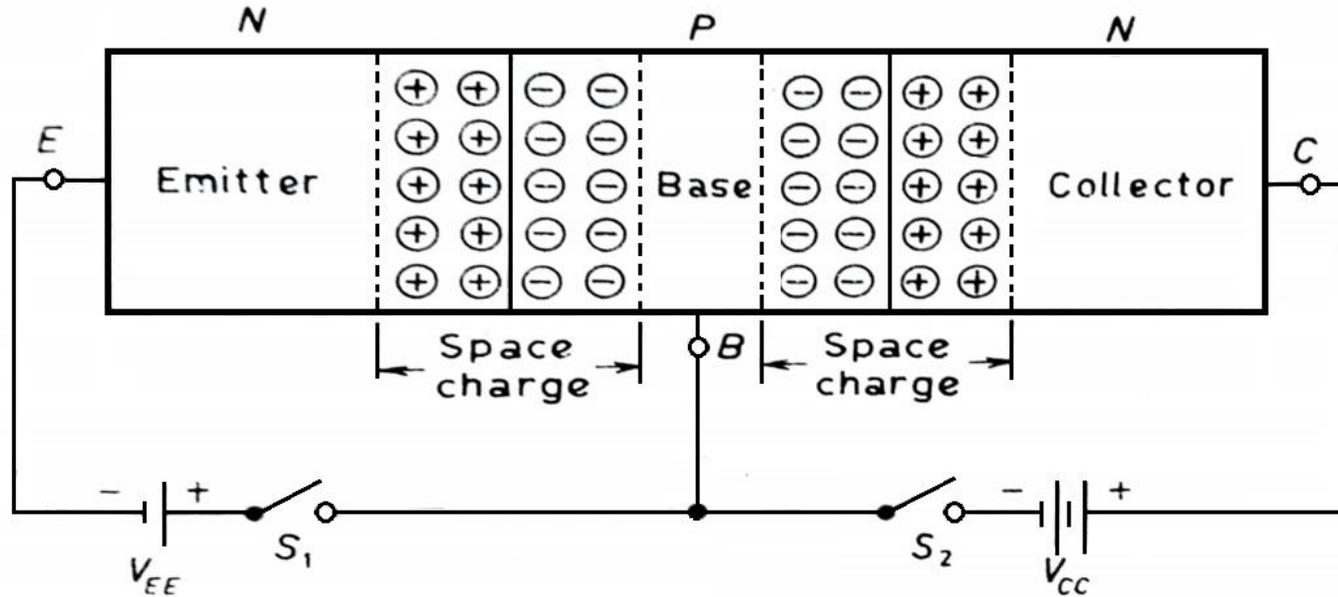 N P N
E
Emitter
Base
Collector
C
Space
charge
B
Space
charge
- +
S₁
V_EE
S₂
- +
V_CC